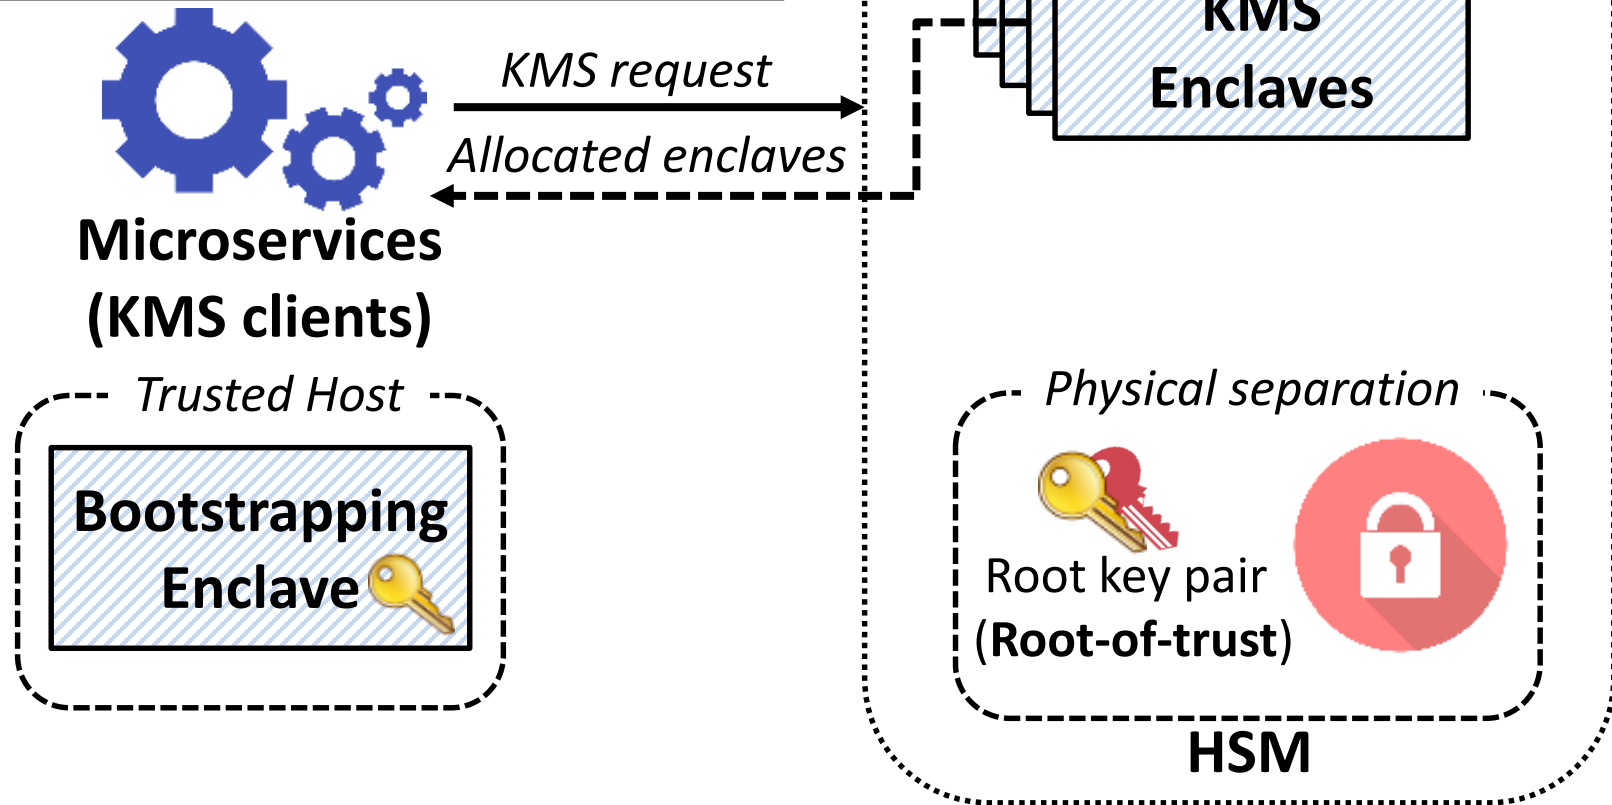 KMS
Enclaves
KMS request
Allocated enclaves
Microservices
(KMS clients)
Trusted Host
Bootstrapping
Enclave
Physical separation
Root key pair
(Root-of-trust)
HSM